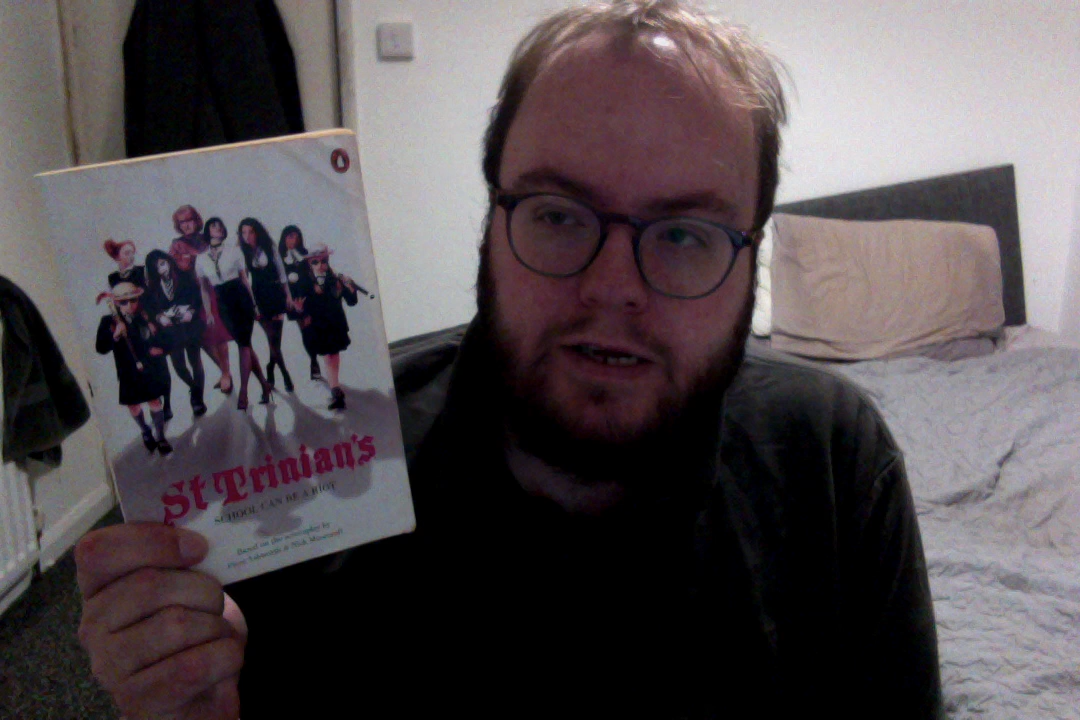 St Trinian's
SCHOOL CAN BE A RIOT
Based on the screenplay by
Piers Ashworth & Nick Moorcroft